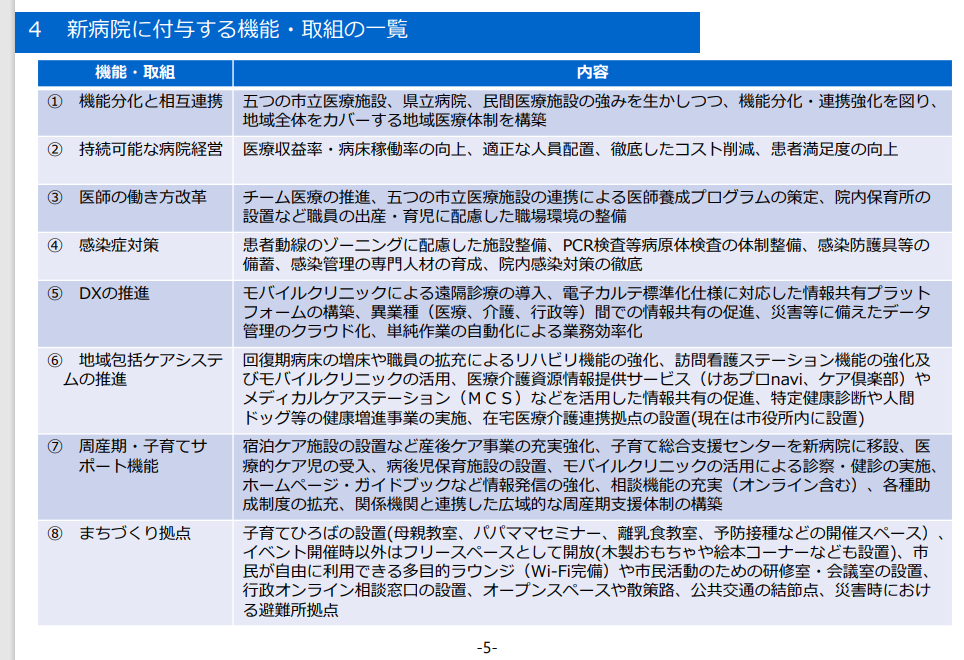 4 新病院に付与する機能・取組の一覧
機能・取組 内容
① 機能分化と相互連携 五つの市立医療施設、県立病院、民間医療施設の強みを生かしつつ、機能分化・連携強化を図り、
地域全体をカバーする地域医療体制を構築
② 持続可能な病院経営 医療収益率・病床稼働率の向上、適正な人員配置、徹底したコスト削減、患者満足度の向上
③ 医師の働き方改革 チーム医療の推進、五つの市立医療施設の連携による医師養成プログラムの策定、院内保育所の
設置など職員の出産・育児に配慮した職場環境の整備
④ 感染症対策 患者動線のゾーニングに配慮した施設整備、PCR検査等病原体検査の体制整備、感染防護具等の
備蓄、感染管理の専門人材の育成、院内感染対策の徹底
⑤ DXの推進 モバイルクリニックによる遠隔診療の導入、電子カルテ標準化仕様に対応した情報共有プラット
フォームの構築、異業種（医療、介護、行政等）間での情報共有の促進、災害等に備えたデータ
管理のクラウド化、単純作業の自動化による業務効率化
⑥ 地域包括ケアシステ 回復期病床の増床や職員の拡充によるリハビリ機能の強化、訪問看護ステーション機能の強化及
ムの推進 びモバイルクリニックの活用、医療介護資源情報提供サービス（けあプロnavi、ケア倶楽部）や
メディカルケアステーション（ＭＣＳ）などを活用した情報共有の促進、特定健康診断や人間
ドッグ等の健康増進事業の実施、在宅医療介護連携拠点の設置(現在は市役所内に設置)
⑦ 周産期・子育てサ 宿泊ケア施設の設置など産後ケア事業の充実強化、子育て総合支援センターを新病院に移設、医
ポート機能 療的ケア児の受入、病後児保育施設の設置、モバイルクリニックの活用による診察・健診の実施、
ホームページ・ガイドブックなど情報発信の強化、相談機能の充実（オンライン含む）、各種助
成制度の拡充、関係機関と連携した広域的な周産期支援体制の構築
⑧ まちづくり拠点 子育てひろばの設置(母親教室、パパママセミナー、離乳食教室、予防接種などの開催スペース）、
イベント開催時以外はフリースペースとして開放(木製おもちゃや絵本コーナーなども設置)、市
民が自由に利用できる多目的ラウンジ（Wi-Fi完備）や市民活動のための研修室・会議室の設置、
行政オンライン相談窓口の設置、オープンスペースや散策路、公共交通の結節点、災害時におけ
る避難所拠点
-5-